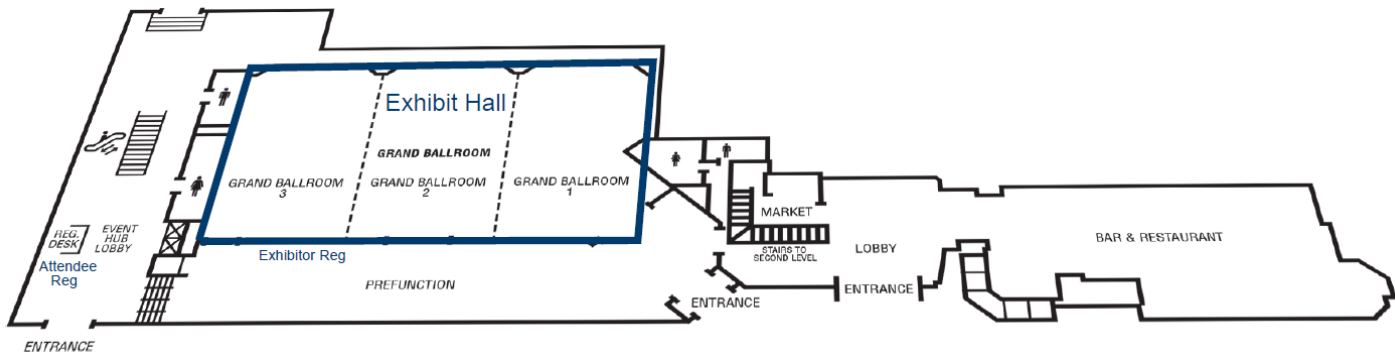 Exhibit Hall
GRAND BALLROOM
GRAND BALLROOM
3
GRAND BALLROOM
2
GRAND BALLROOM
1
REG.
DESK
EVENT
HUB
LOBBY
Attendee
Reg
Exhibitor Reg
PREFUNCTION
MARKET
STAIRS TO
SECOND LEVEL
LOBBY
BAR & RESTAURANT
ENTRANCE
ENTRANCE
ENTRANCE